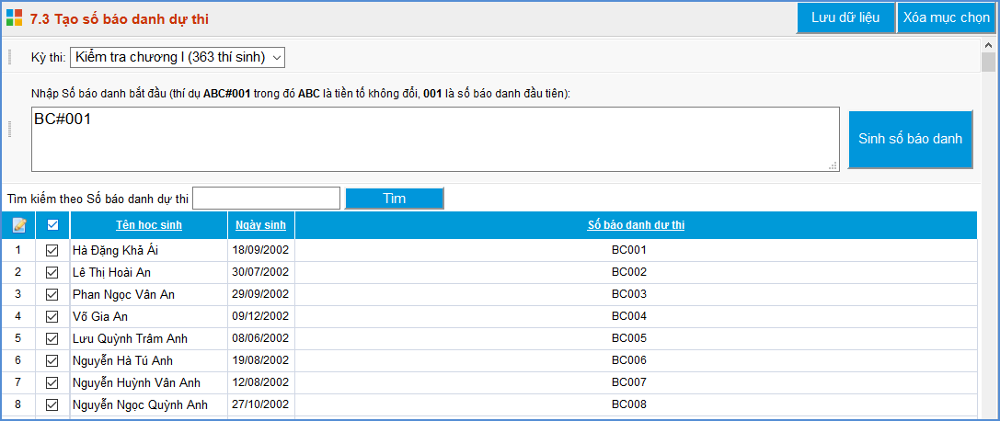 7.3 Tạo số báo danh dự thi
Lưu dữ liệu
Xóa mục chọn
Kỳ thi: Kiểm tra chương I (363 thí sinh)
Nhập Số báo danh bắt đầu (thí dụ ABC#001 trong đó ABC là tiền tố không đổi, 001 là số báo danh đầu tiên):
BC#001
Sinh số báo danh
Tìm kiếm theo Số báo danh dự thi
Tìm
Tên học sinh Ngày sinh Số báo danh dự thi
1 Hà Đặng Khả Ái 18/09/2002 BC001
2 Lê Thị Hoài An 30/07/2002 BC002
3 Phan Ngọc Vân An 29/09/2002 BC003
4 Võ Gia An 09/12/2002 BC004
5 Lưu Quỳnh Trâm Anh 08/06/2002 BC005
6 Nguyễn Hà Tú Anh 19/08/2002 BC006
7 Nguyễn Huỳnh Vân Anh 12/08/2002 BC007
8 Nguyễn Ngọc Quỳnh Anh 27/10/2002 BC008